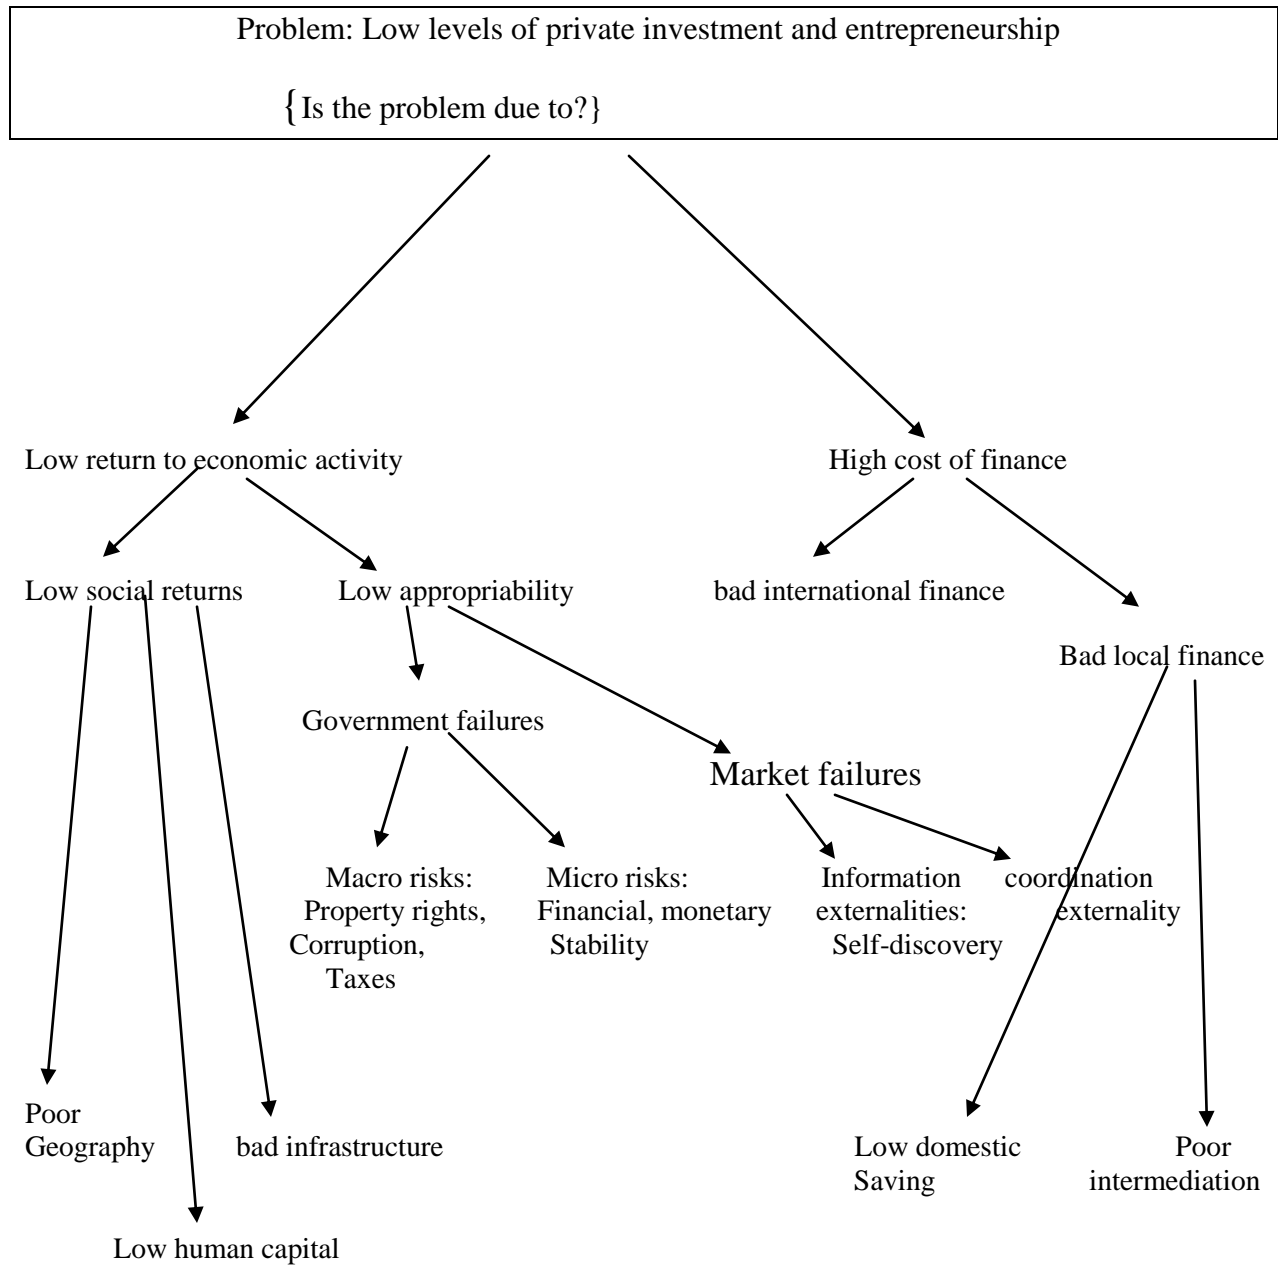 Problem: Low levels of private investment and entrepreneurship
{Is the problem due to?}
Low return to economic activity
High cost of finance
Low social returns
Low appropriability
bad international finance
Bad local finance
Government failures
Market failures
Macro risks:
Property rights,
Corruption,
Taxes
Micro risks:
Financial, monetary
Stability
Information
externalities:
Self-discovery
coordination
externality
Poor
Geography
bad infrastructure
Low domestic
Saving
Poor
intermediation
Low human capital